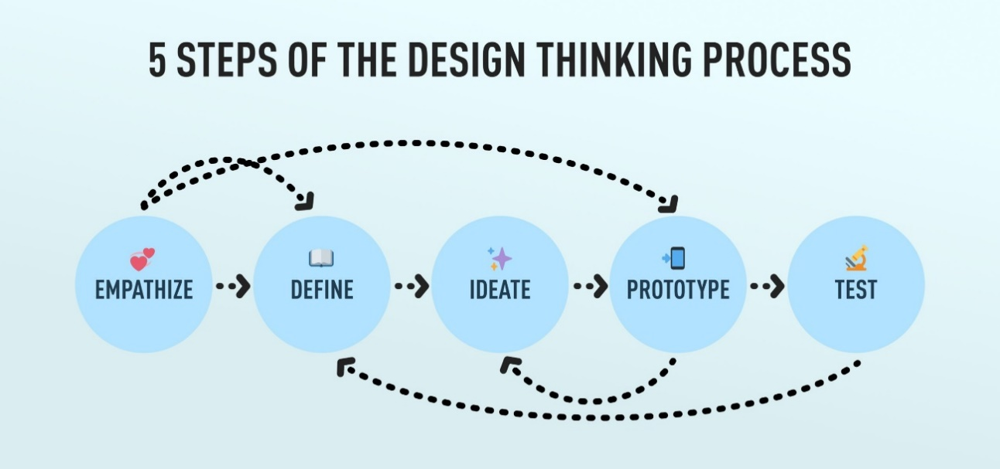 5 STEPS OF THE DESIGN THINKING PROCESS
EMPATHIZE
DEFINE
IDEATE
PROTOTYPE
TEST